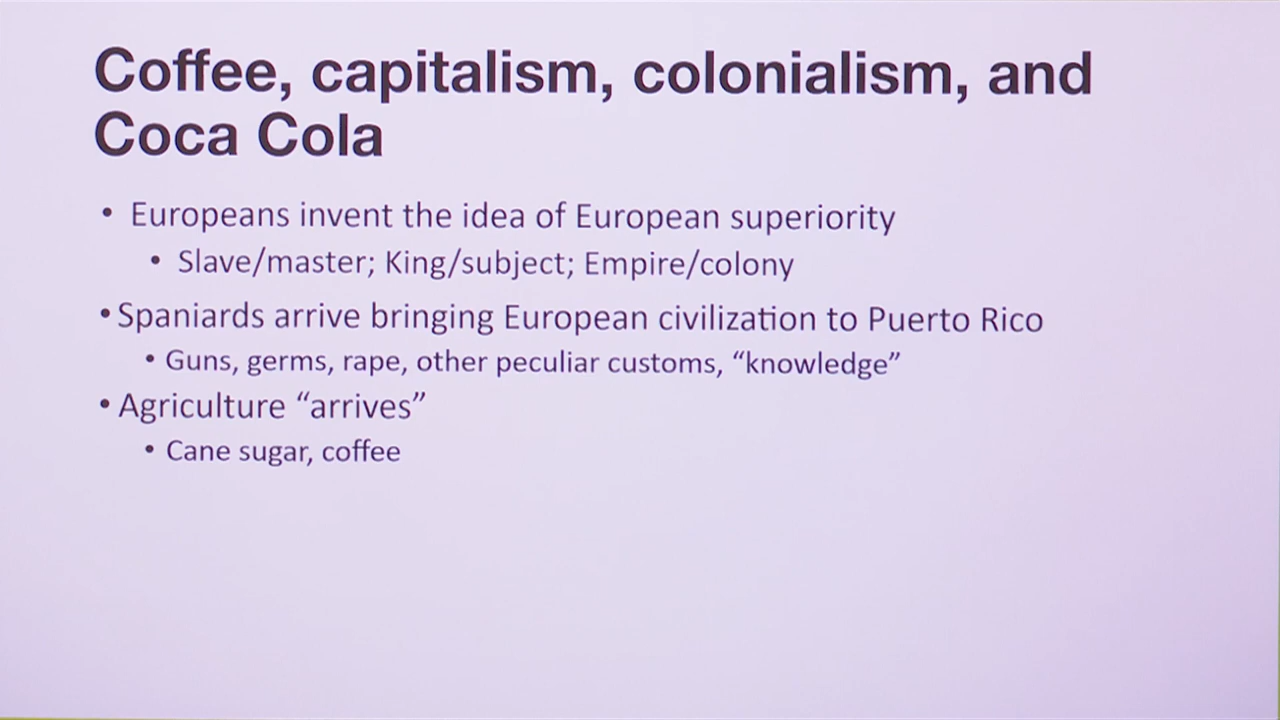 Coffee, capitalism, colonialism, and
Coca Cola
• Europeans invent the idea of European superiority
• Slave/master; King/subject; Empire/colony
• Spaniards arrive bringing European civilization to Puerto Rico
• Guns, germs, rape, other peculiar customs, “knowledge”
• Agriculture “arrives”
• Cane sugar, coffee